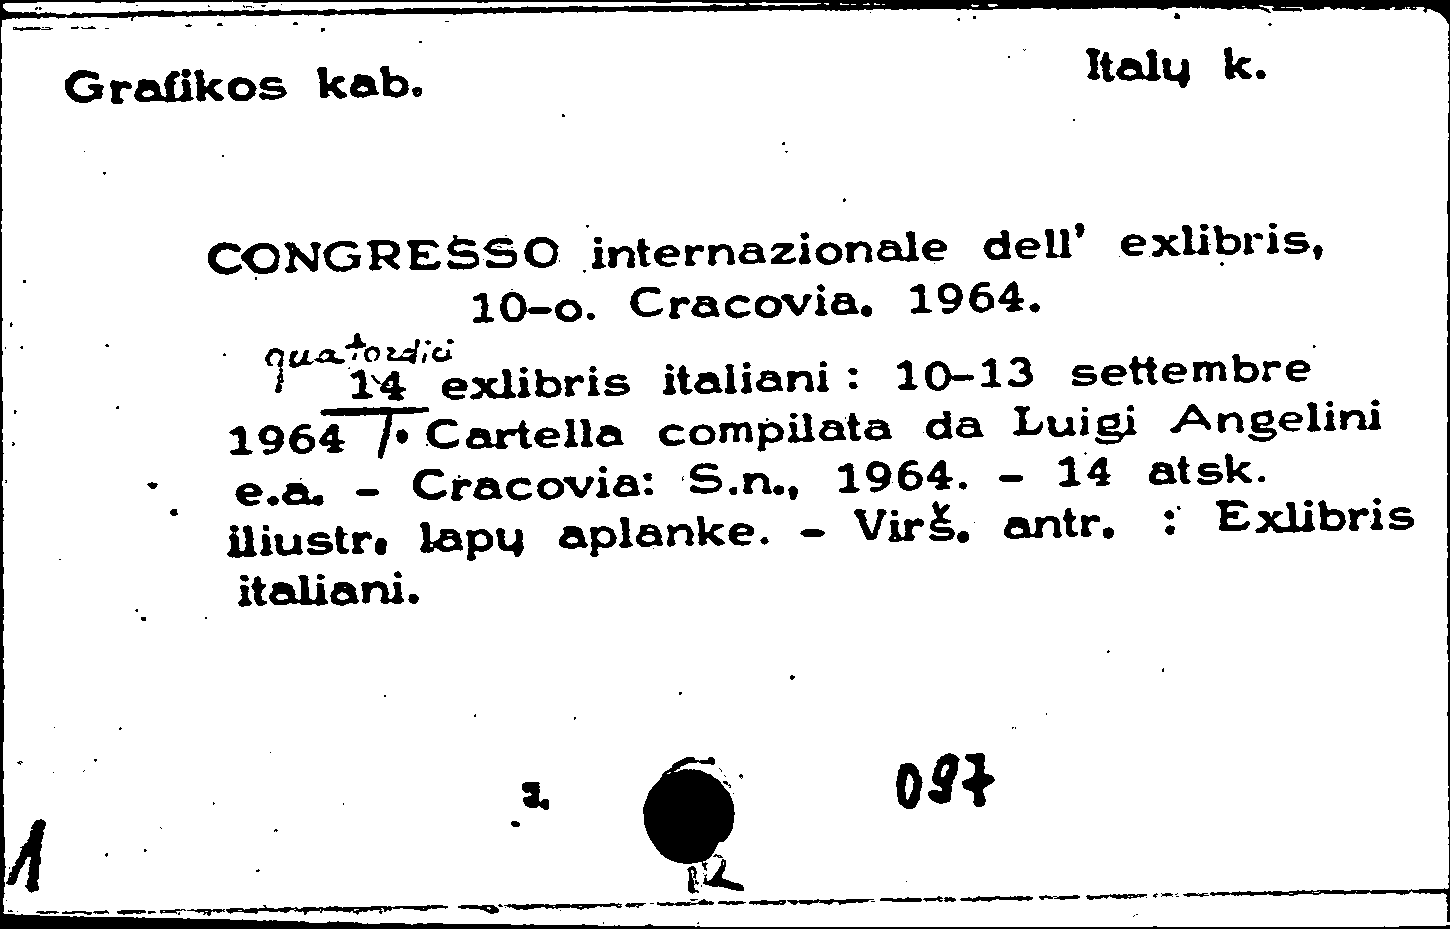 Grafikos kab.
Italų k.
CONGRESSO internazionale dell' exlibris,
10-o. Cracovia. 1964.
quatordici
14 exlibris italiani : 10-13 settembre
1964 /. Cartella compilata da Luigi Angelini
e.a. - Cracovia: S.n., 1964. - 14 atsk.
iliustr. lapų aplanke. - Virš. antr. : Exlibris
italiani.
097
1